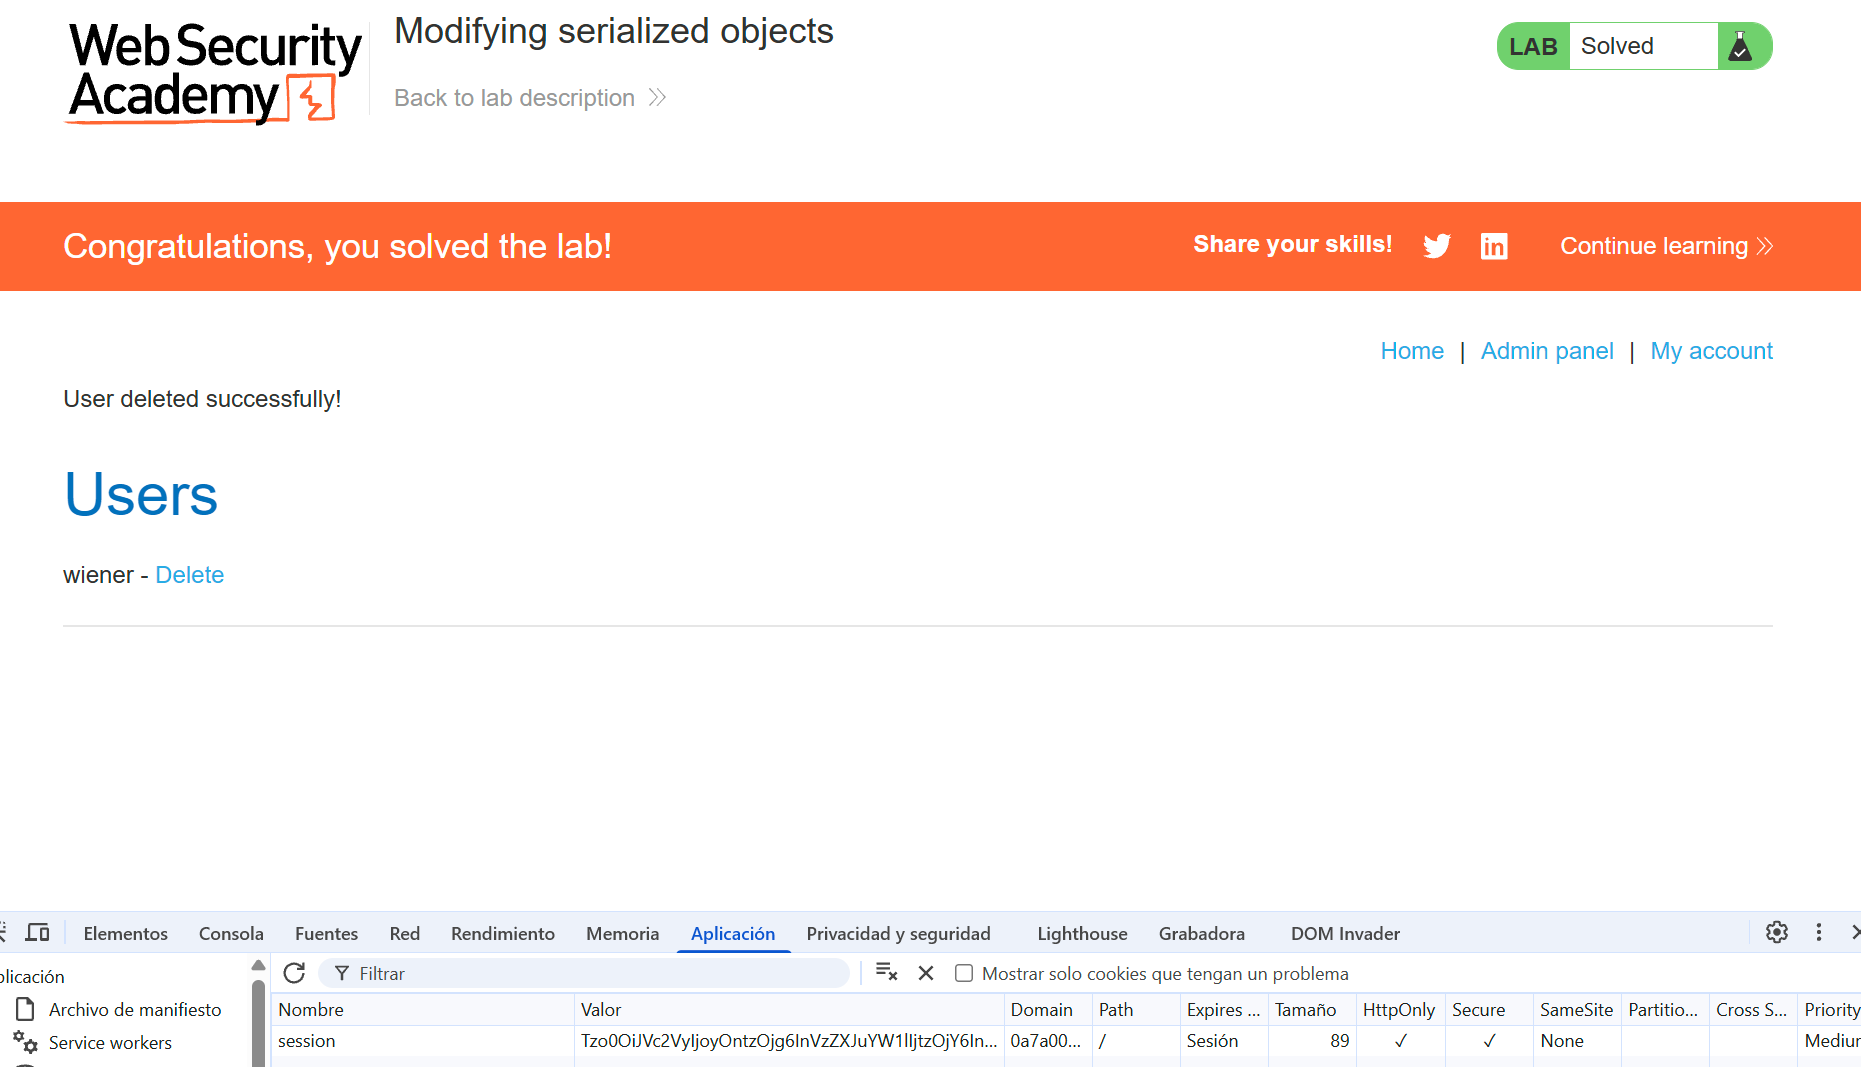 Web Security
Academy
Modifying serialized objects
Back to lab description
LAB Solved
Congratulations, you solved the lab!
Share your skills!
Continue learning
Home | Admin panel | My account
User deleted successfully!
Users
wiener - Delete
Elementos Consola Fuentes Red Rendimiento Memoria Aplicación Privacidad y seguridad Lighthouse Grabadora DOM Invader
plicación
Filtrar
Mostrar solo cookies que tengan un problema
Archivo de manifiesto
Service workers
Nombre Valor Domain Path Expires ... Tamaño HttpOnly Secure SameSite Partitio... Cross S... Priority
session 0a7a00... / Sesión 89 ✓ ✓ None Mediur